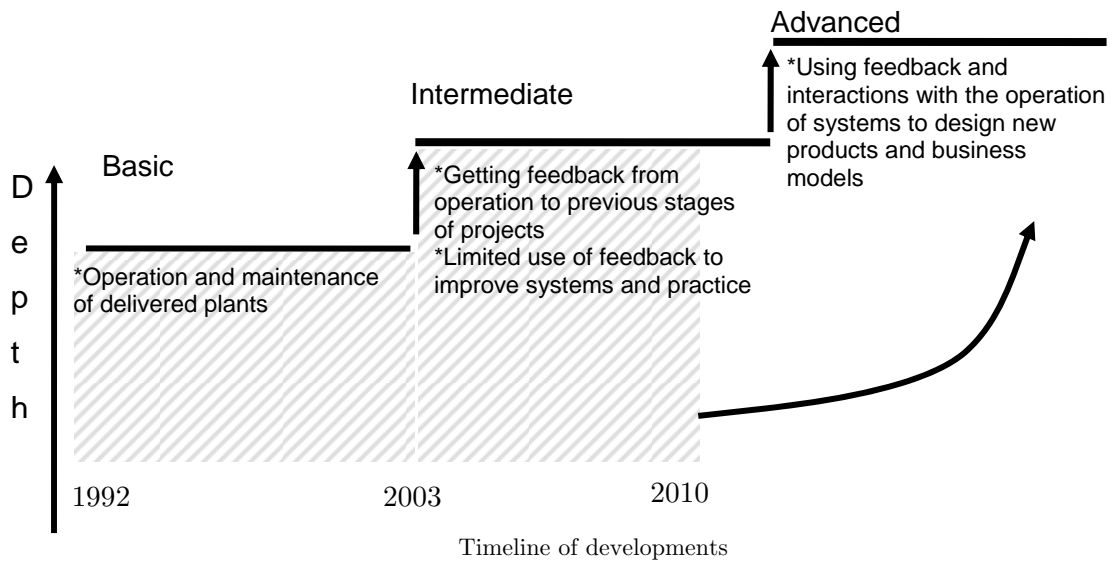 Advanced
*Using feedback and
interactions with the operation
of systems to design new
products and business
models
Intermediate
*Getting feedback from
operation to previous stages
of projects
*Limited use of feedback to
improve systems and practice
Basic
*Operation and maintenance
of delivered plants
D
e
p
t
h
1992
2003
2010
Timeline of developments